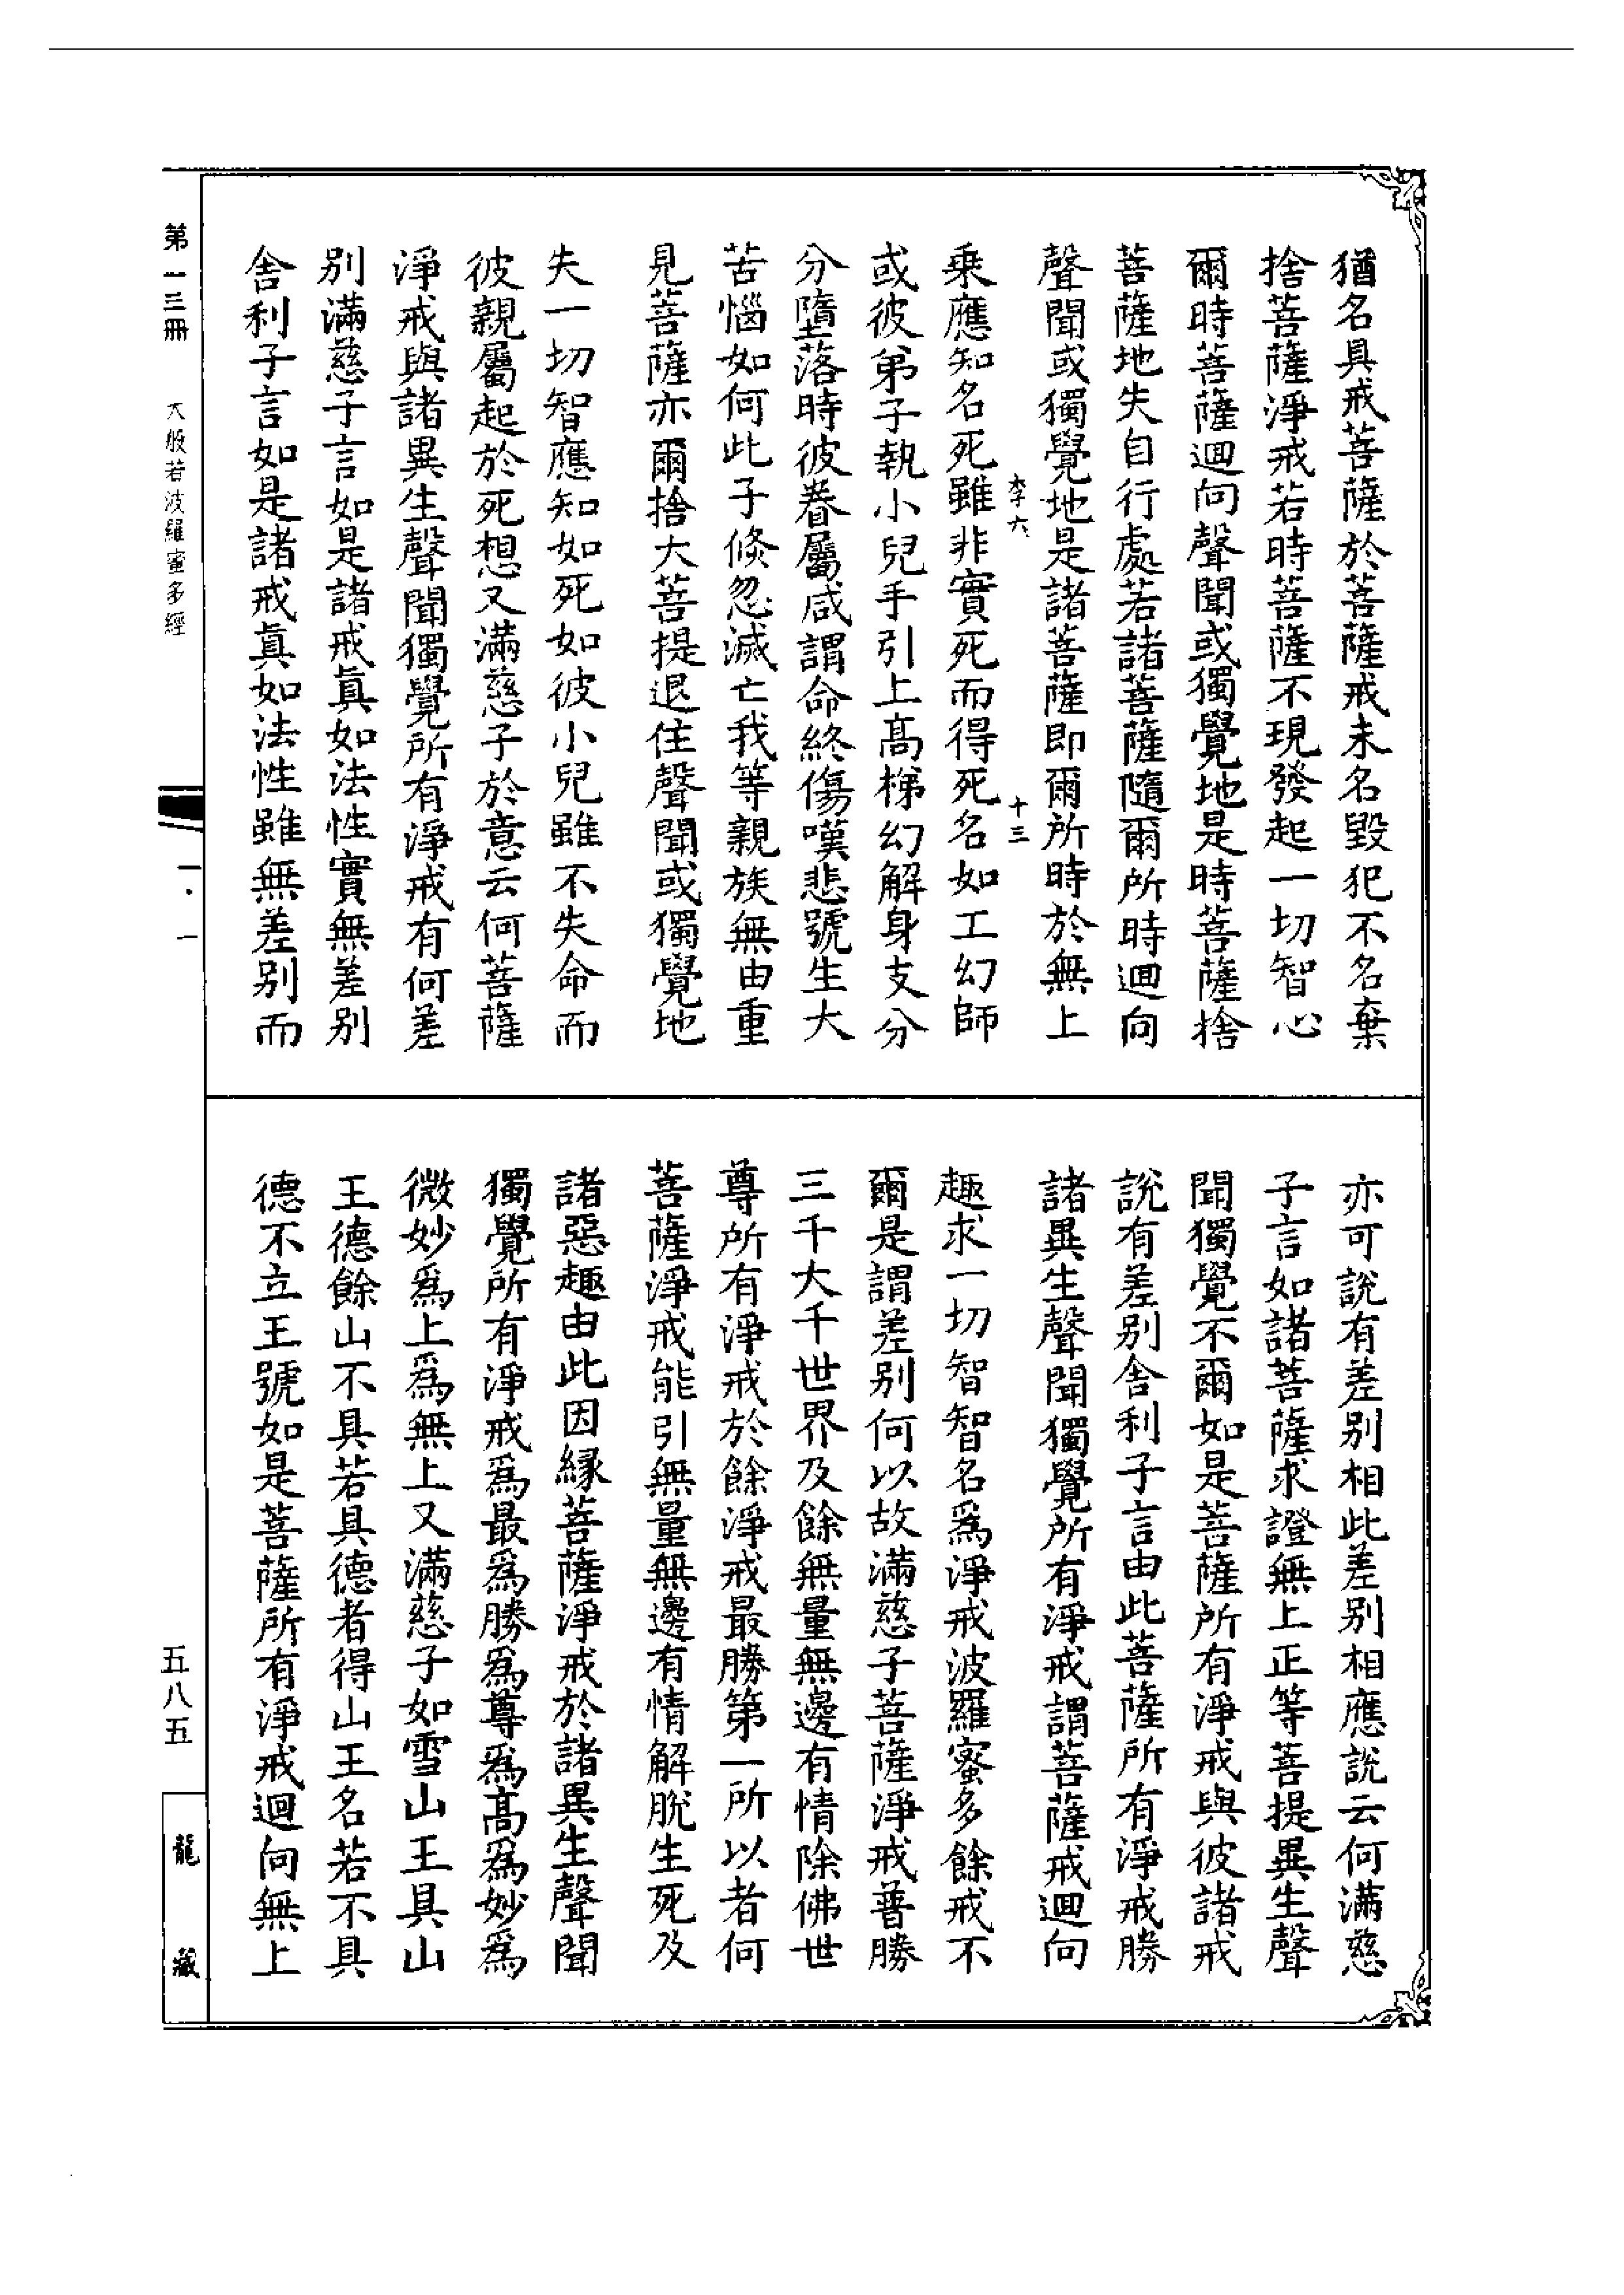 猶名具戒菩薩於菩薩戒未名毀犯不名棄
捨菩薩淨戒若時菩薩不現發起一切智心
爾時菩薩迴向聲聞或獨覺地是時菩薩捨
菩薩地失自行處若諸菩薩隨爾所時迴向
聲聞或獨覺地是諸菩薩即爾所時於無上
李六
十三
乘應知名死雖非實死而得死名如工幻師
或彼弟子執小兒手引上高梯幻解身支分
分墮落時彼眷屬咸謂命終傷嘆悲號生大
苦惱如何此子倏忽滅亡我等親族無由重
見菩薩亦爾捨大菩提退住聲聞或獨覺地
失一切智應知如死如彼小兒雖不失命而
彼親屬起於死想又滿慈子於意云何菩薩
淨戒與諸異生聲聞獨覺所有淨戒有何差
別滿慈子言如是諸戒真如法性實無差別
舍利子言如是諸戒真如法性雖無差別而
亦可說有差別相此差別相應說云何滿慈
子言如諸菩薩求證無上正等菩提異生聲
聞獨覺不爾如是菩薩所有淨戒與彼諸戒
說有差別舍利子言由此菩薩所有淨戒勝
諸異生聲聞獨覺所有淨戒謂菩薩戒迴向
趣求一切智智名為淨戒波羅蜜多餘戒不
爾是謂差別何以故滿慈子菩薩淨戒普勝
三千大千世界及餘無量無邊有情除佛世
尊所有淨戒於餘淨戒最勝第一所以者何
菩薩淨戒能引無量無邊有情解脫生死及
諸惡趣由此因緣菩薩淨戒於諸異生聲聞
獨覺所有淨戒為最為勝為尊為高為妙為
微妙為上為無上又滿慈子如雪山王具山
王德餘山不具若具德者得山王名若不具
德不立王號如是菩薩所有淨戒迴向無上
第一三冊
大般若波羅蜜多經
一·一
五八五
龍藏